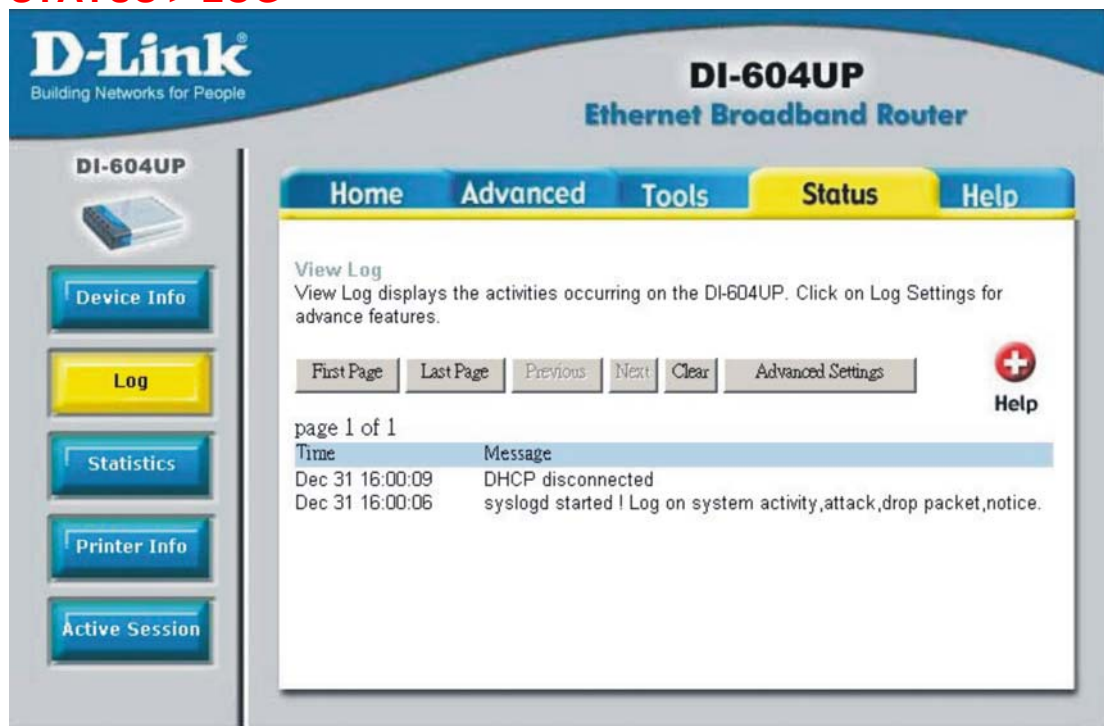 D-Link®
Building Networks for People
DI-604UP
Ethernet Broadband Router
DI-604UP
Home Advanced Tools Status Help
Device Info
Log
Statistics
Printer Info
Active Session
View Log
View Log displays the activities occurring on the DI-604UP. Click on Log Settings for
advance features.
First Page Last Page Previous Next Clear Advanced Settings
Help
page 1 of 1
Time Message
Dec 31 16:00:09 DHCP disconnected
Dec 31 16:00:06 syslogd started ! Log on system activity,attack,drop packet,notice.